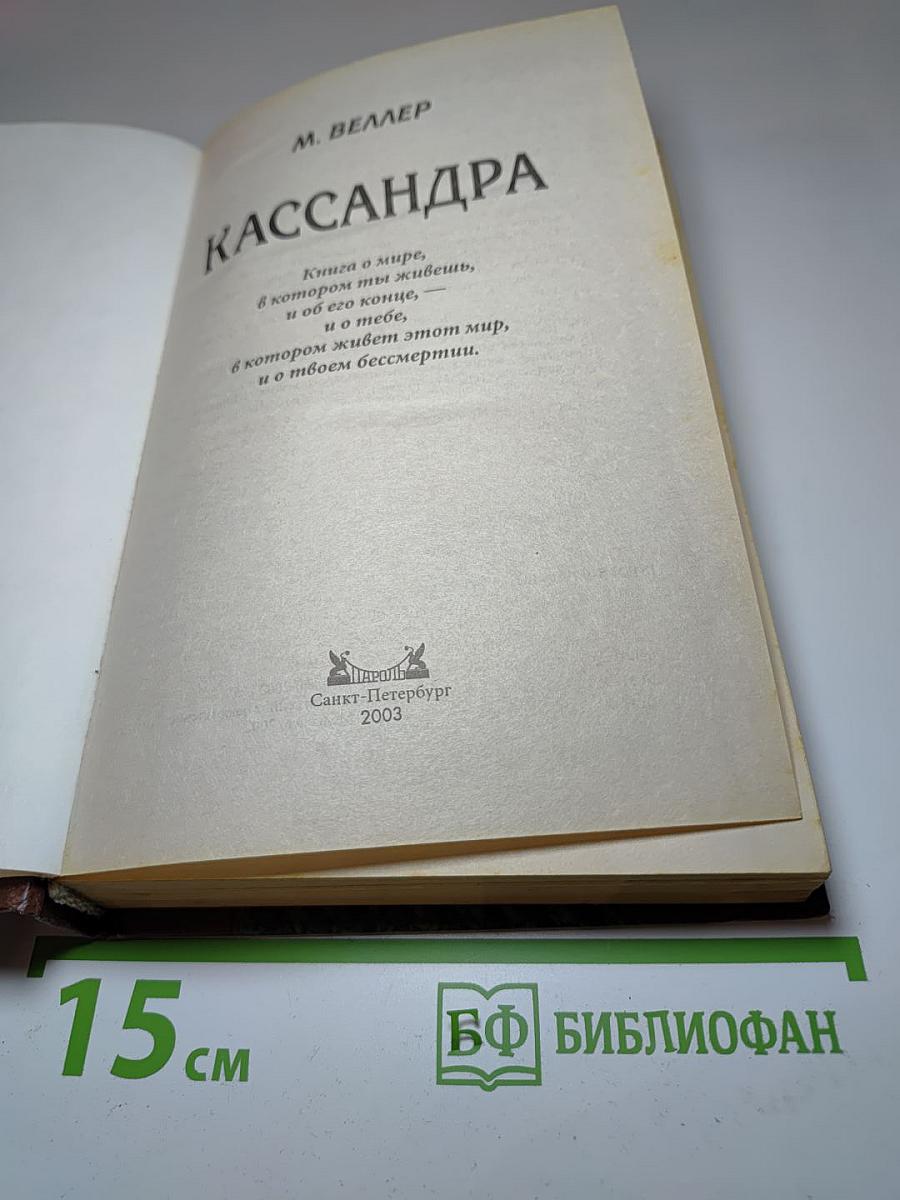 М. ВЕЛЛЕР
КАССАНДРА
Книга о мире,
в котором ты живешь,
и об его конце, —
и о тебе,
в котором живет этот мир,
и о твоем бессмертии.
ПАРОЛЬ
Санкт-Петербург
2003
15 см
БФ БИБЛИОФАН